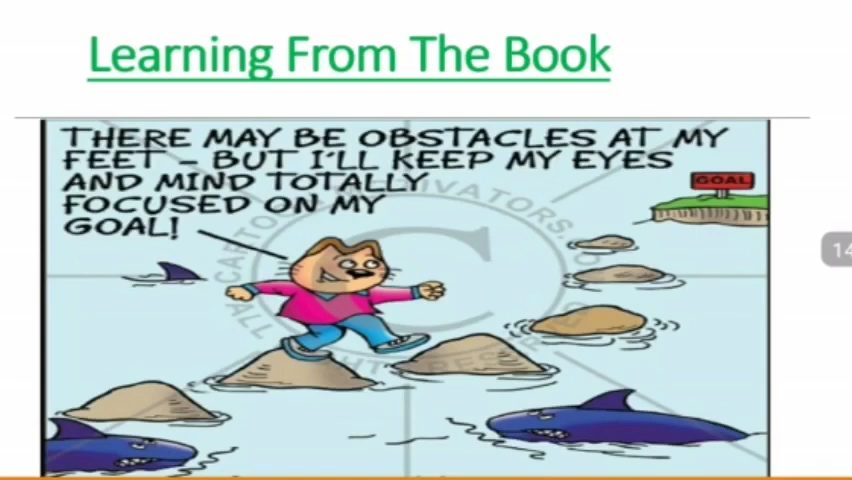 Learning From The Book
THERE MAY BE OBSTACLES AT MY
FEET - BUT I'LL KEEP MY EYES
AND MIND TOTALLY
FOCUSED ON MY
GOAL!
GOAL
14